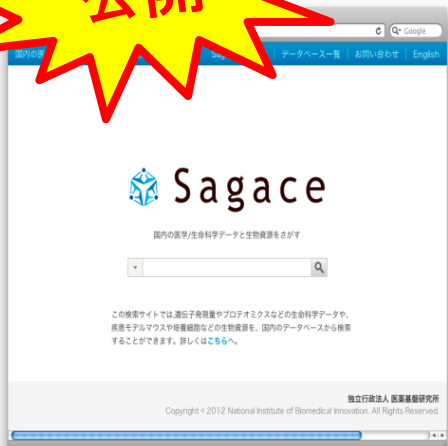 公開
Google
国内の医
Sag
データベース一覧
お問い合わせ
English
Sagace
国内の医学/生命科学データと生物資源をさがす
この検索サイトでは、遺伝子発現量やプロテオミクスなどの生命科学データや、
疾患モデルマウスや培養細胞などの生物資源を、国内のデータベースから検索
することができます。詳しくはこちらへ。
独立行政法人 医薬基盤研究所
Copyright © 2012 National Institute of Biomedical Innovation. All Rights Reserved.